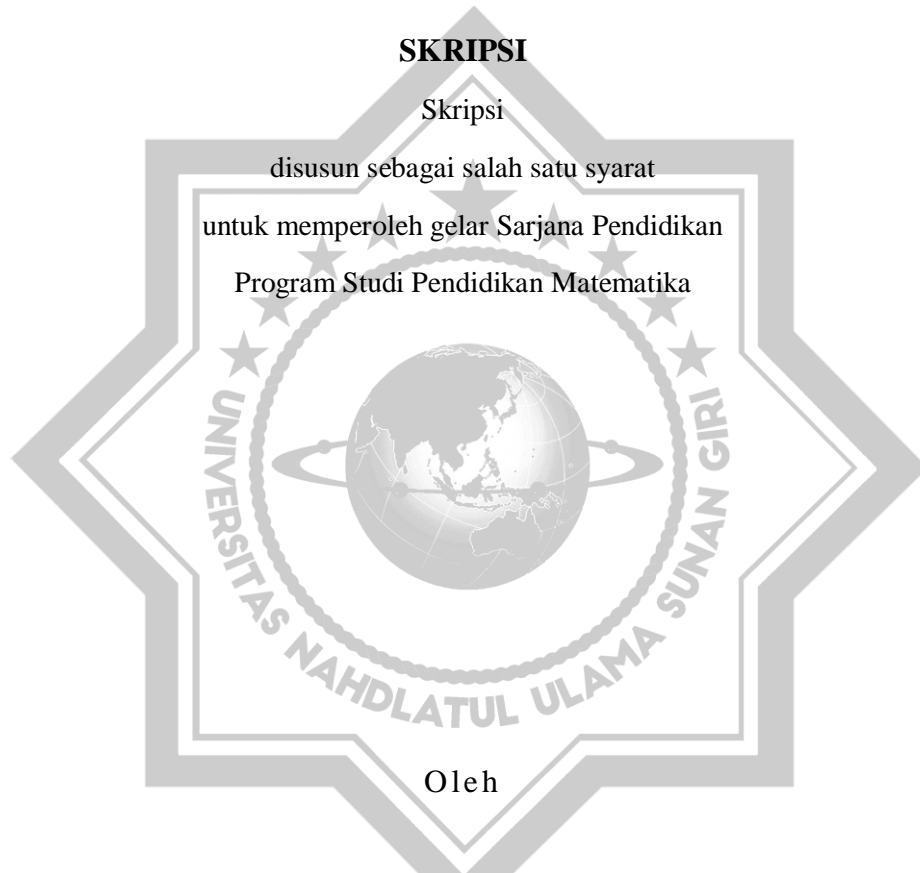 SKRIPSI
Skripsi
disusun sebagai salah satu syarat
untuk memperoleh gelar Sarjana Pendidikan
Program Studi Pendidikan Matematika
UNIVERSITAS NAHDLATUL ULAMA SUNAN GIRI
Oleh